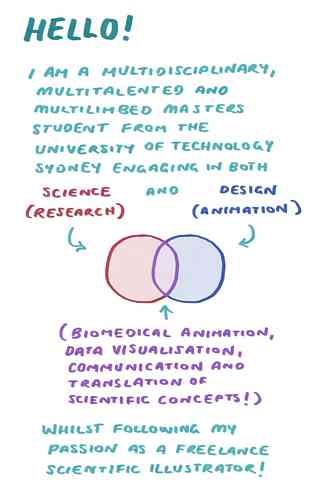 HELLO!
I AM A MULTIDISCIPLINARY,
MULTITALENTED AND
MULTILIMBED MASTERS
STUDENT FROM THE
UNIVERSITY OF TECHNOLOGY
SYDNEY ENGAGING IN BOTH
SCIENCE AND DESIGN
(RESEARCH) (ANIMATION)
(BIOMEDICAL ANIMATION,
DATA VISUALISATION,
COMMUNICATION AND
TRANSLATION OF
SCIENTIFIC CONCEPTS!)
WHILST FOLLOWING MY
PASSION AS A FREELANCE
SCIENTIFIC ILLUSTRATOR!